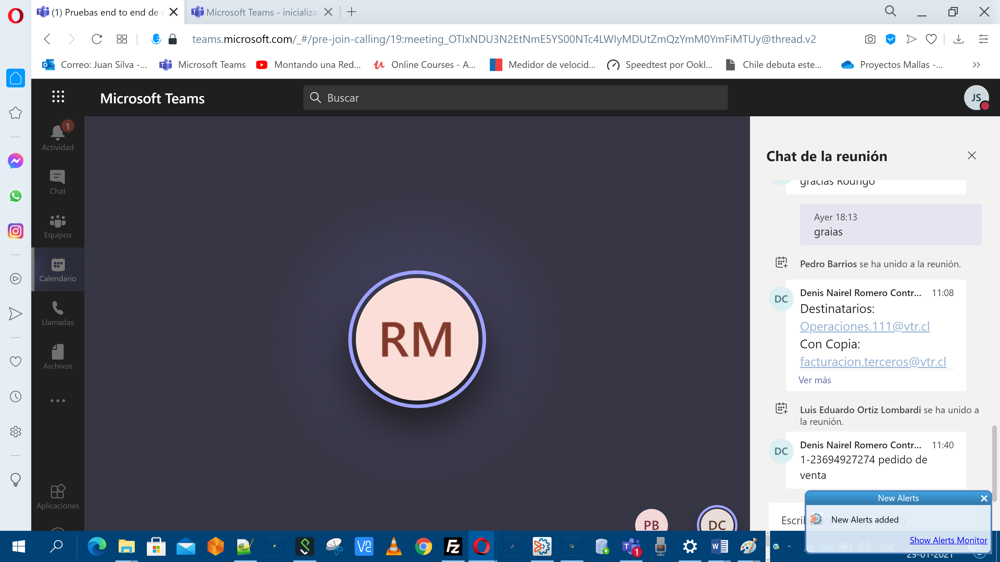 (1) Pruebas end to end de
Microsoft Teams - inicializa
teams.microsoft.com/_#/pre-join-calling/19:meeting_OTIxNDU3N2EtNmE5YS00NTc4LWIyMDUtZmQzYmM0YmFiMTUy@thread.v2
Correo: Juan Silva -...
Microsoft Teams
Montando una Red...
Online Courses - A...
Medidor de velocid...
Speedtest por Ookl...
Chile debuta este...
Proyectos Mallas -...
Microsoft Teams
Buscar
JS
1
Actividad
Chat
Equipos
Calendario
Llamadas
Archivos
Aplicaciones
RM
PB
DC
Chat de la reunión
gracias Rodrigo
Ayer 18:13
graias
Pedro Barrios se ha unido a la reunión.
DC
Denis Nairel Romero Contr... 11:08
Destinatarios:
Operaciones.111@vtr.cl
Con Copia:
facturacion.terceros@vtr.cl
Ver más
Luis Eduardo Ortiz Lombardi se ha unido a
la reunión.
DC
Denis Nairel Romero Contr... 11:40
1-23694927274 pedido de
venta
New Alerts
New Alerts added
Show Alerts Monitor
ESP
29-01-2021
3
1